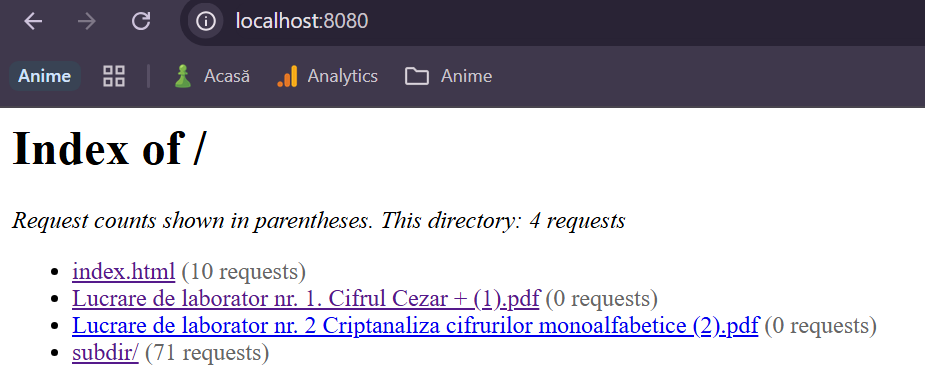 localhost:8080
Anime Acasă Analytics Anime
Index of /
Request counts shown in parentheses. This directory: 4 requests
index.html (10 requests)
Lucrare de laborator nr. 1. Cifrul Cezar + (1).pdf (0 requests)
Lucrare de laborator nr. 2 Criptanaliza cifrurilor monoalfabetice (2).pdf (0 requests)
subdir/ (71 requests)